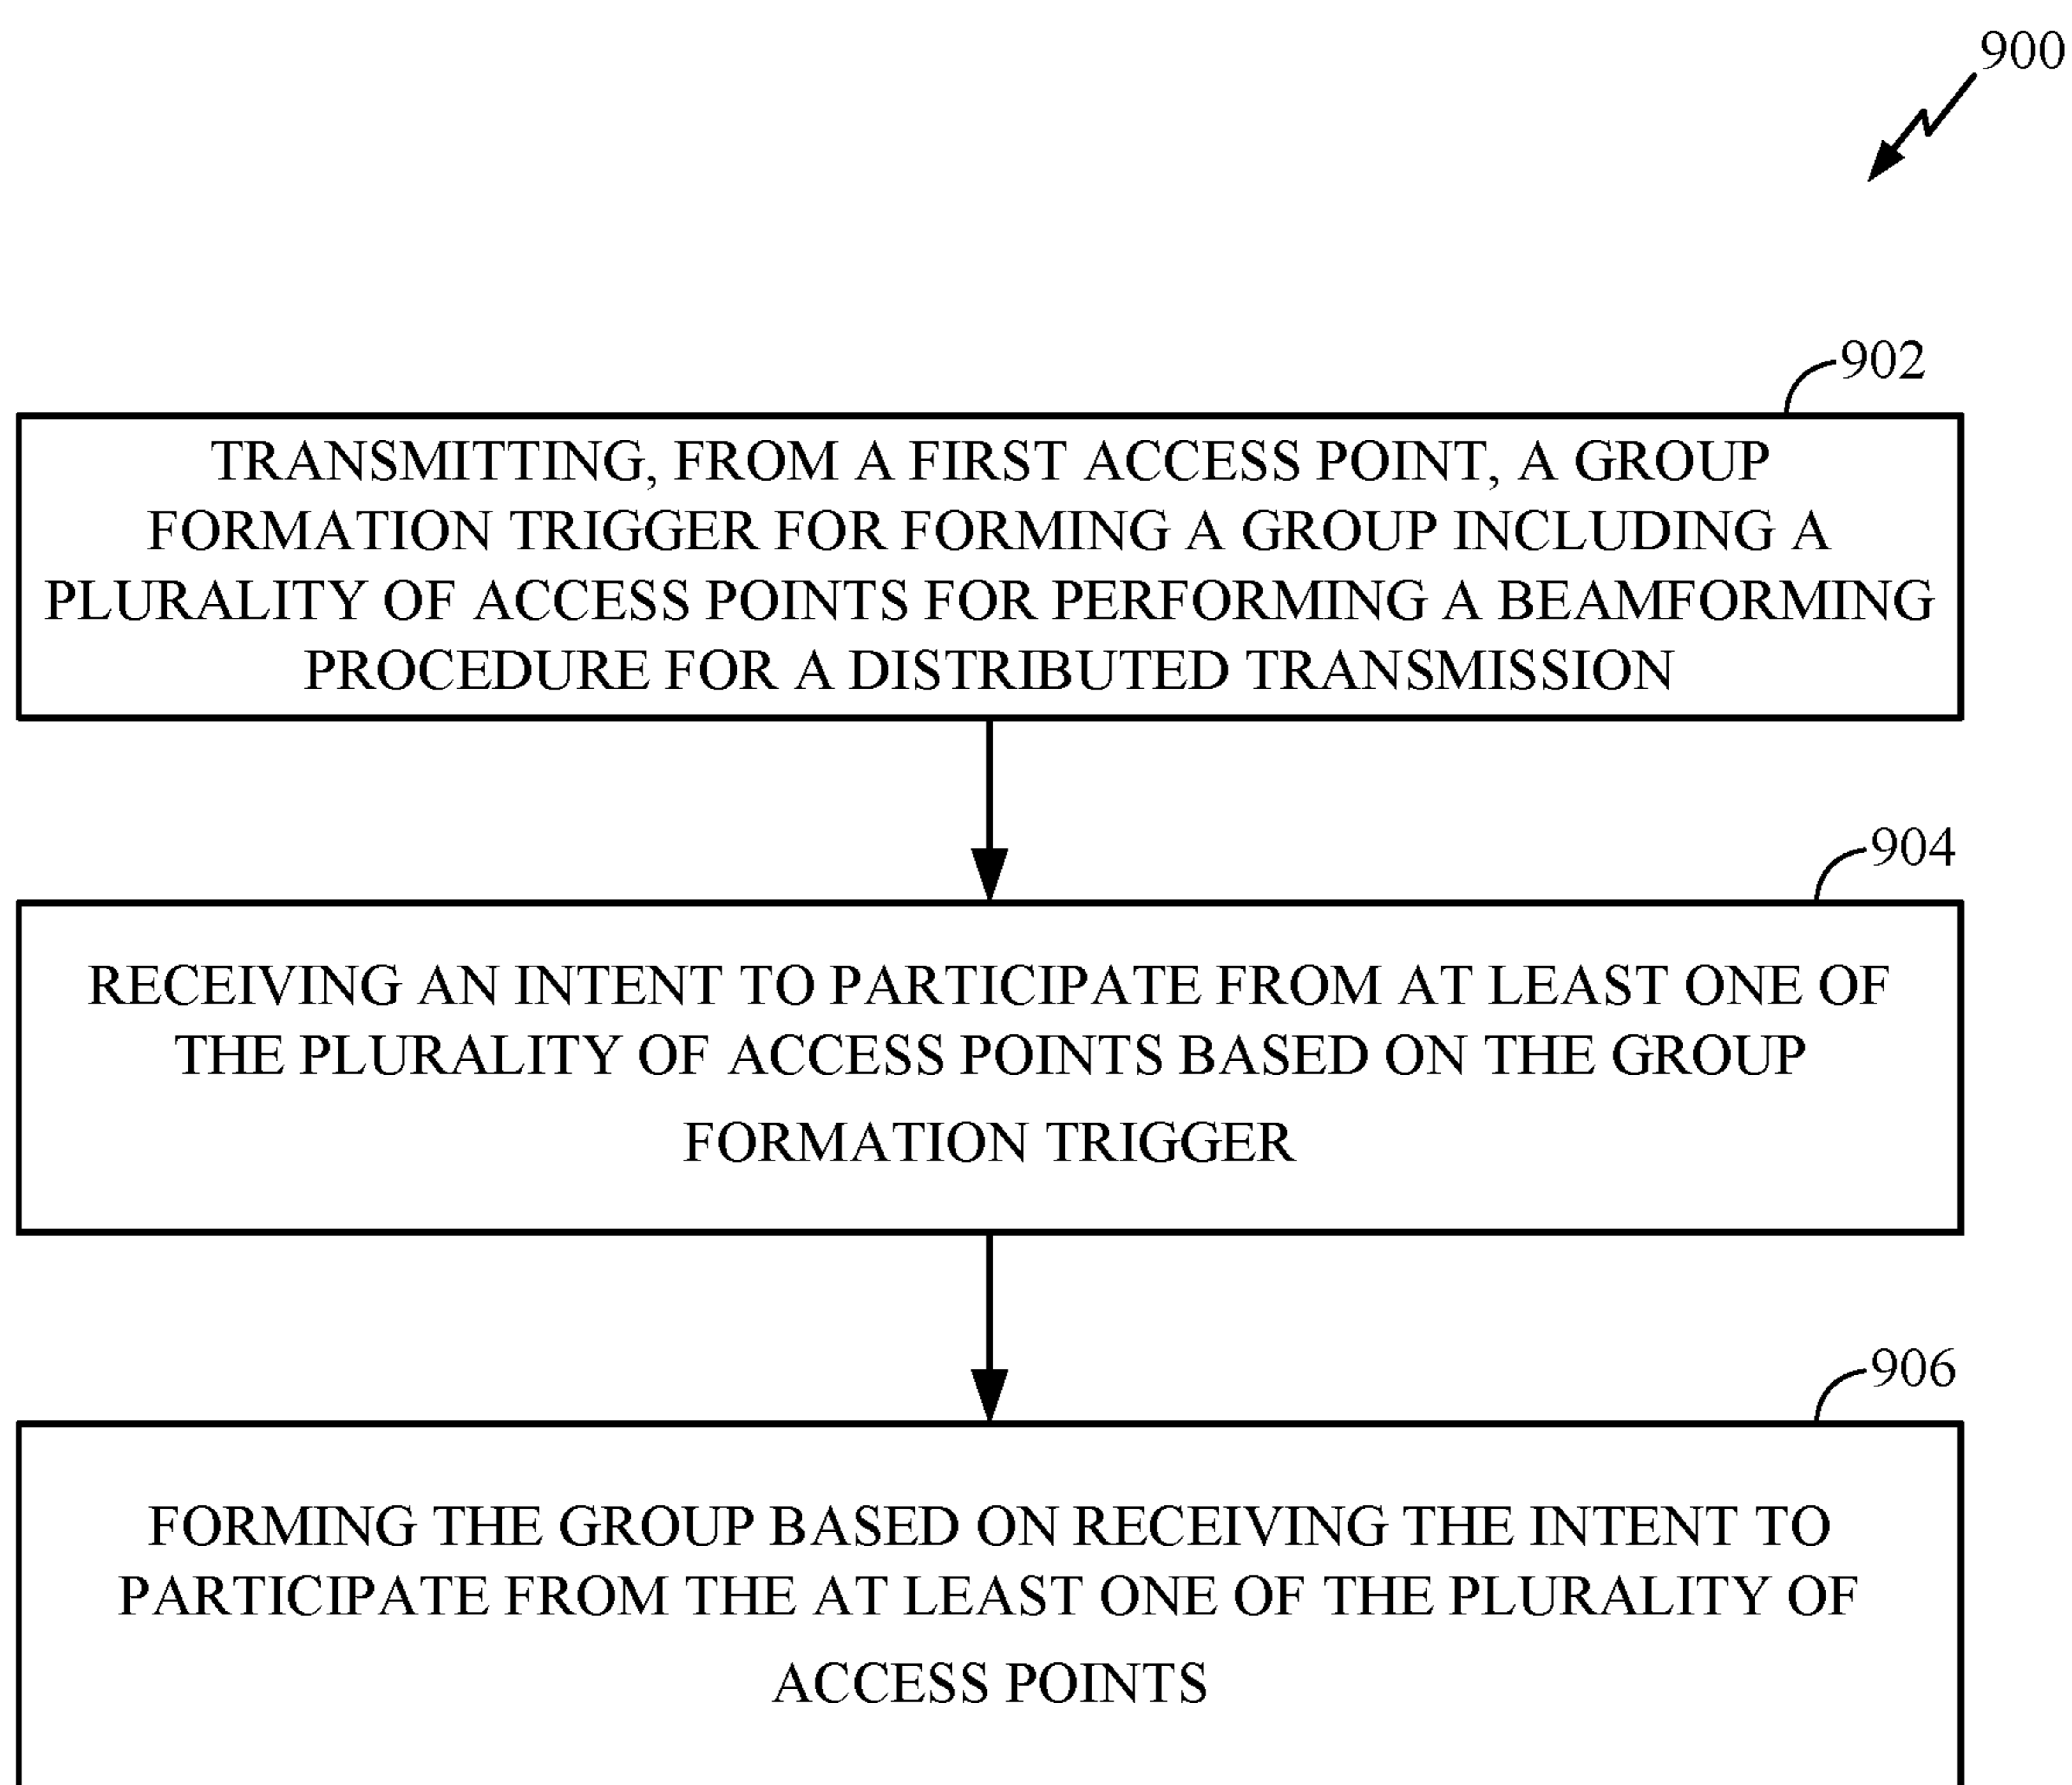 900
902
TRANSMITTING, FROM A FIRST ACCESS POINT, A GROUP
FORMATION TRIGGER FOR FORMING A GROUP INCLUDING A
PLURALITY OF ACCESS POINTS FOR PERFORMING A BEAMFORMING
PROCEDURE FOR A DISTRIBUTED TRANSMISSION
904
RECEIVING AN INTENT TO PARTICIPATE FROM AT LEAST ONE OF
THE PLURALITY OF ACCESS POINTS BASED ON THE GROUP
FORMATION TRIGGER
906
FORMING THE GROUP BASED ON RECEIVING THE INTENT TO
PARTICIPATE FROM THE AT LEAST ONE OF THE PLURALITY OF
ACCESS POINTS